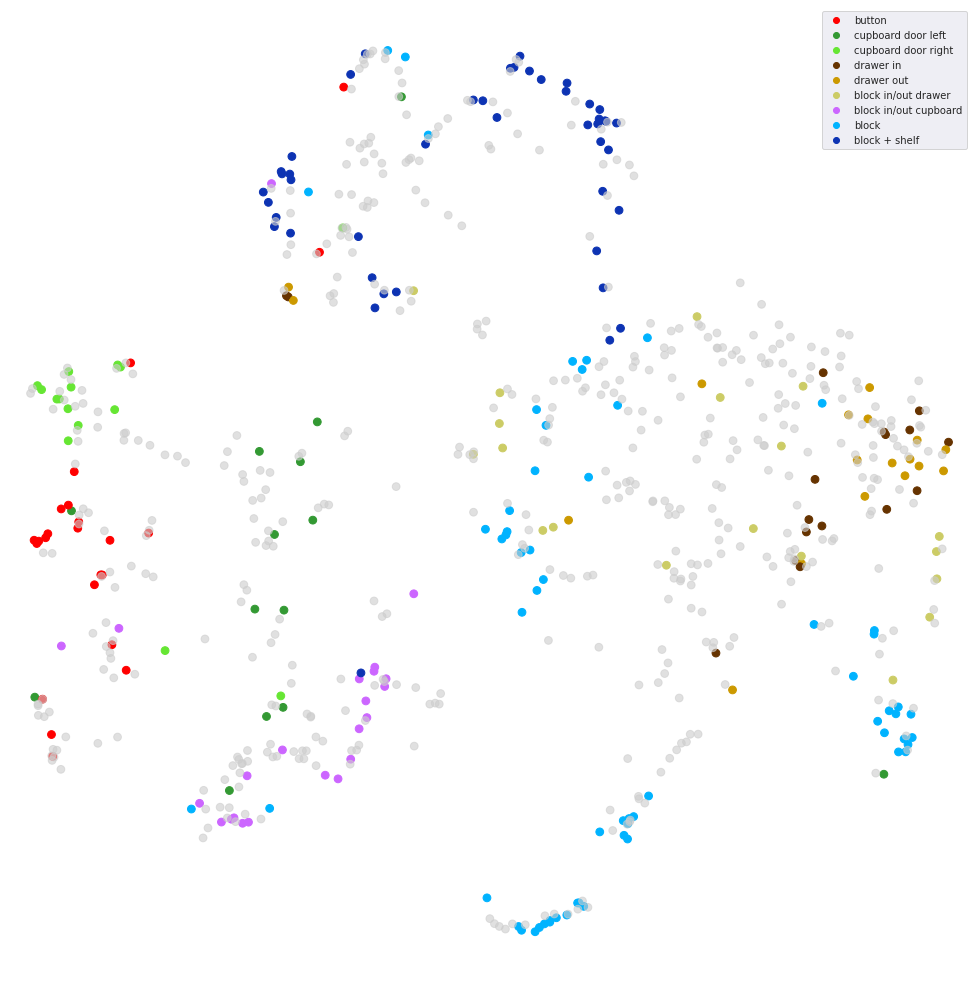 button
cupboard door left
cupboard door right
drawer in
drawer out
block in/out drawer
block in/out cupboard
block
block + shelf